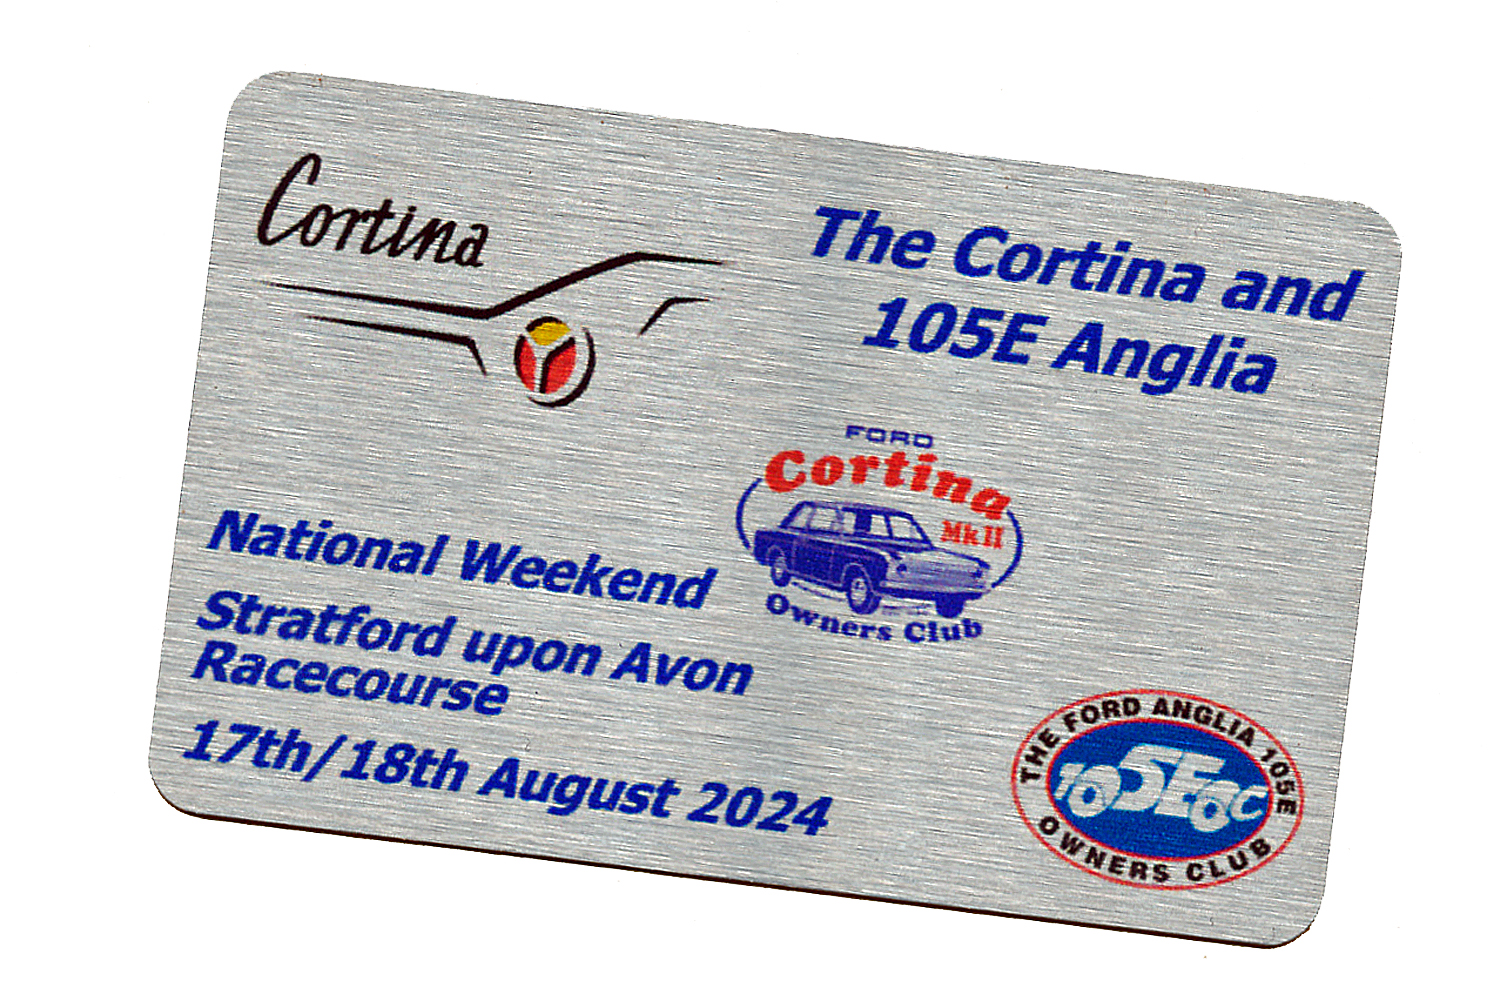 Cortina
The Cortina and
105E Anglia
FORD
Cortina
MkII
Owners Club
National Weekend
Stratford upon Avon
Racecourse
17th/18th August 2024
THE FORD ANGLIA 105E
105EOC
OWNERS CLUB